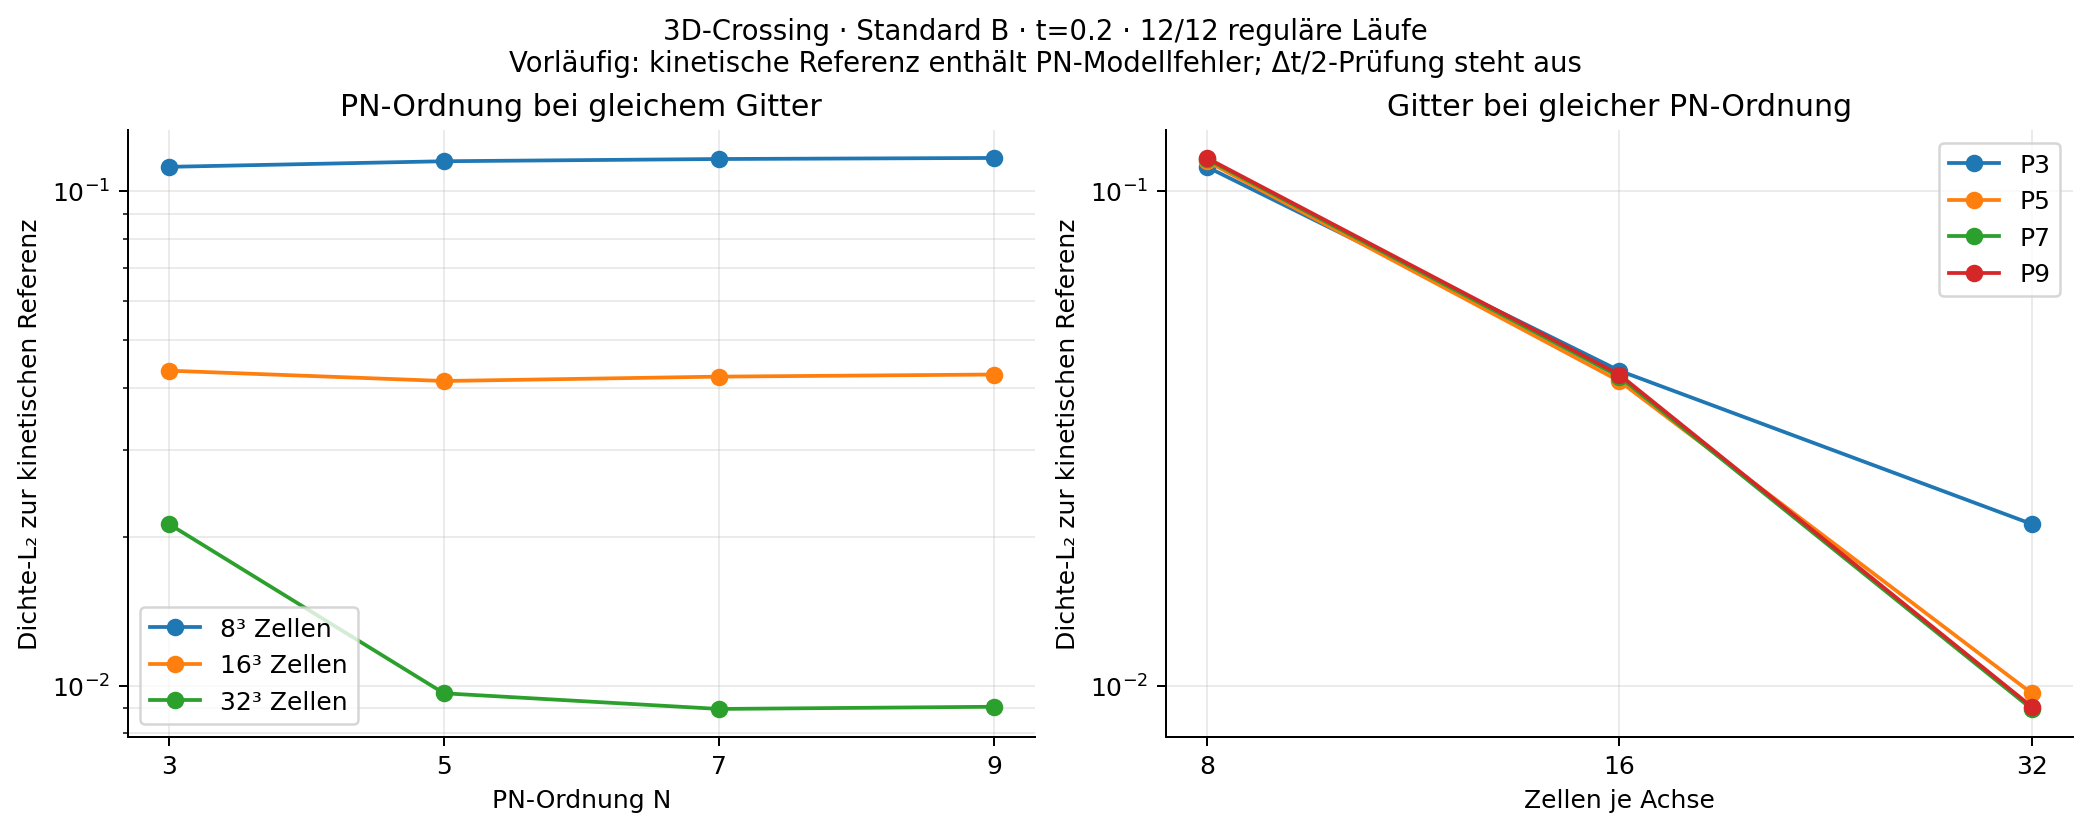 3D-Crossing · Standard B · t=0.2 · 12/12 reguläre Läufe
Vorläufig: kinetische Referenz enthält PN-Modellfehler; Δt/2-Prüfung steht aus
PN-Ordnung bei gleichem Gitter
Dichte-L₂ zur kinetischen Referenz
10⁻¹
10⁻²
8³ Zellen
16³ Zellen
32³ Zellen
3 5 7 9
PN-Ordnung N
Gitter bei gleicher PN-Ordnung
Dichte-L₂ zur kinetischen Referenz
10⁻¹
10⁻²
P3
P5
P7
P9
8 16 32
Zellen je Achse